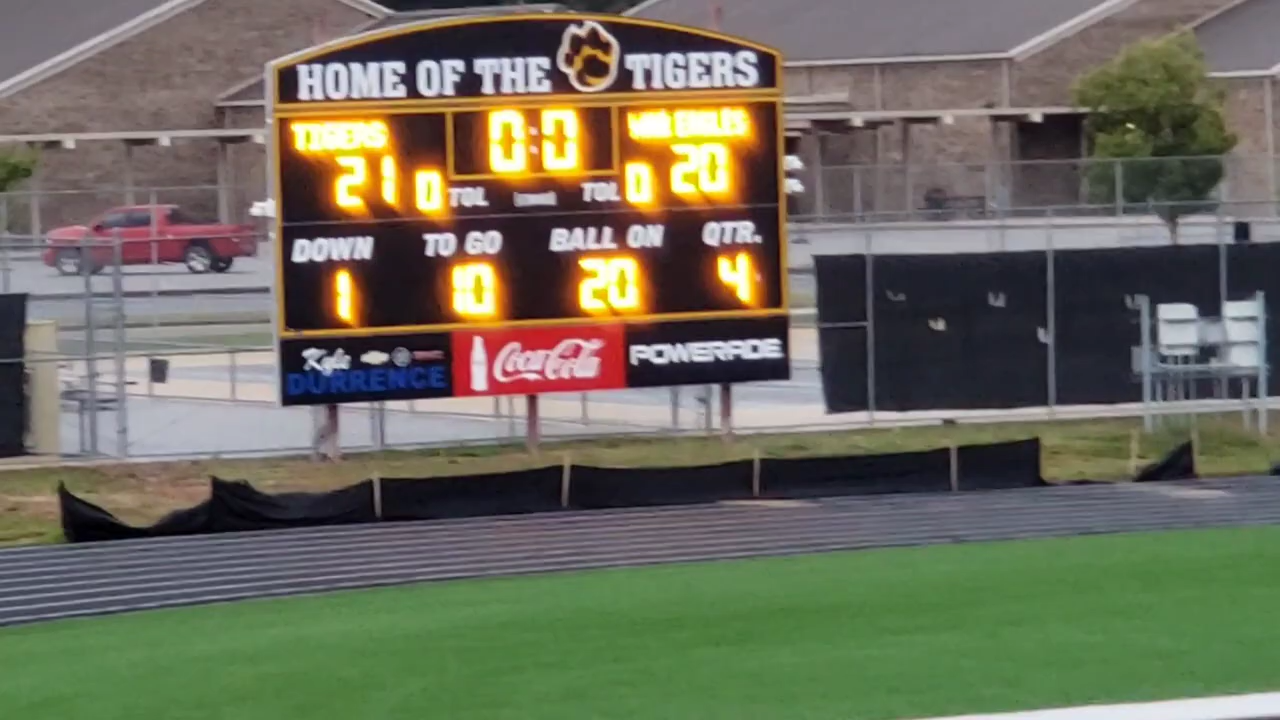 HOME OF THE TIGERS
TIGERS 0:0 EAGLES
21 0 TOL TOL 0 20
DOWN TO GO BALL ON QTR.
1 10 20 4
Kyle
DURRENCE
Coca-Cola
POWERADE